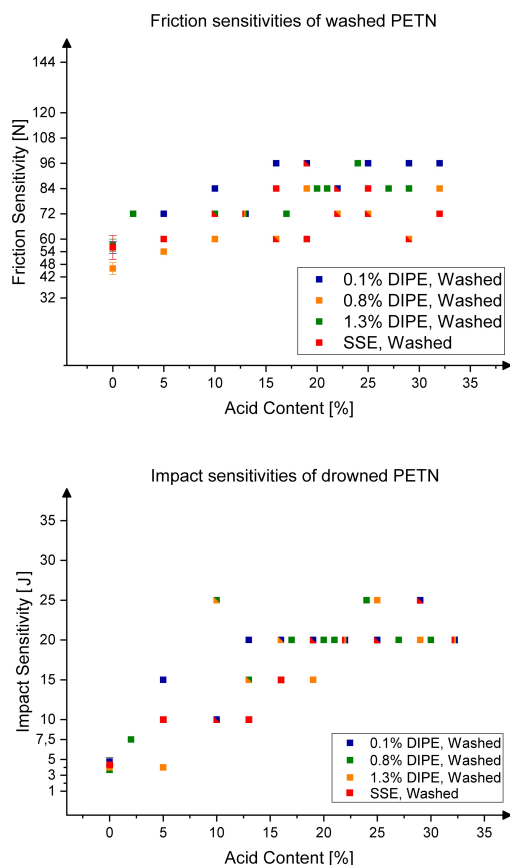 Friction sensitivities of washed PETN
144
120
108
96
84
72
60
54
48
42
32
Friction Sensitivity [N]
0.1% DIPE, Washed
0.8% DIPE, Washed
1.3% DIPE, Washed
SSE, Washed
0 5 10 15 20 25 30 35
Acid Content [%]
Impact sensitivities of drowned PETN
35
30
25
20
15
10
7,5
5
3
1
Impact Sensitivity [J]
0.1% DIPE, Washed
0.8% DIPE, Washed
1.3% DIPE, Washed
SSE, Washed
0 5 10 15 20 25 30 35
Acid Content [%]